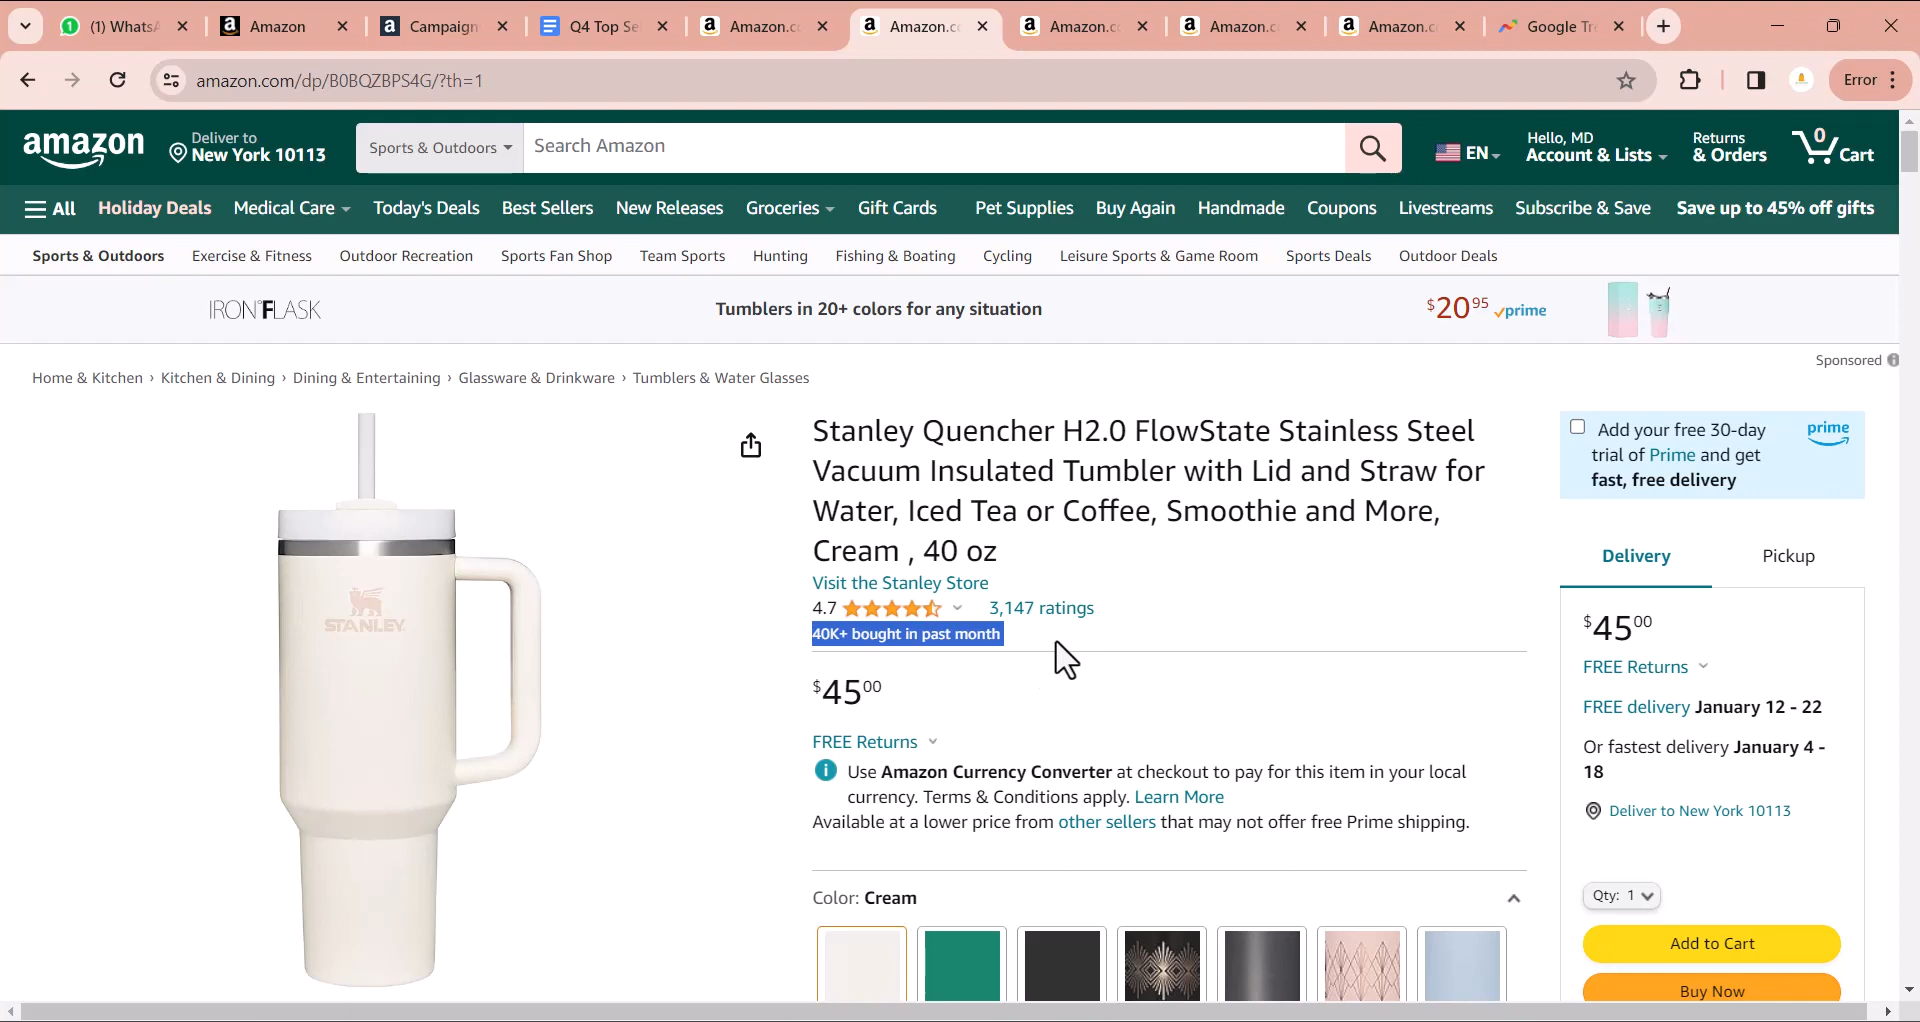 (1) WhatsA
Amazon
Campaign
Q4 Top Se
Amazon.c
Amazon.c
Amazon.c
Amazon.c
Amazon.c
Google Tr
amazon.com/dp/B0BQZBPS4G/?th=1
Error
amazon
Deliver to
New York 10113
Sports & Outdoors
Search Amazon
EN
Hello, MD
Account & Lists
Returns
& Orders
0
Cart
All
Holiday Deals
Medical Care
Today's Deals
Best Sellers
New Releases
Groceries
Gift Cards
Pet Supplies
Buy Again
Handmade
Coupons
Livestreams
Subscribe & Save
Save up to 45% off gifts
Sports & Outdoors
Exercise & Fitness
Outdoor Recreation
Sports Fan Shop
Team Sports
Hunting
Fishing & Boating
Cycling
Leisure Sports & Game Room
Sports Deals
Outdoor Deals
IRON°FLASK
Tumblers in 20+ colors for any situation
$20 95 prime
Sponsored
Home & Kitchen › Kitchen & Dining › Dining & Entertaining › Glassware & Drinkware › Tumblers & Water Glasses
STANLEY
Stanley Quencher H2.0 FlowState Stainless Steel
Vacuum Insulated Tumbler with Lid and Straw for
Water, Iced Tea or Coffee, Smoothie and More,
Cream , 40 oz
Visit the Stanley Store
4.7 3,147 ratings
40K+ bought in past month
$45 00
FREE Returns
Use Amazon Currency Converter at checkout to pay for this item in your local
currency. Terms & Conditions apply. Learn More
Available at a lower price from other sellers that may not offer free Prime shipping.
Color: Cream
Add your free 30-day
trial of Prime and get
fast, free delivery
prime
Delivery
Pickup
$45 00
FREE Returns
FREE delivery January 12 - 22
Or fastest delivery January 4 -
18
Deliver to New York 10113
Qty: 1
Add to Cart
Buy Now